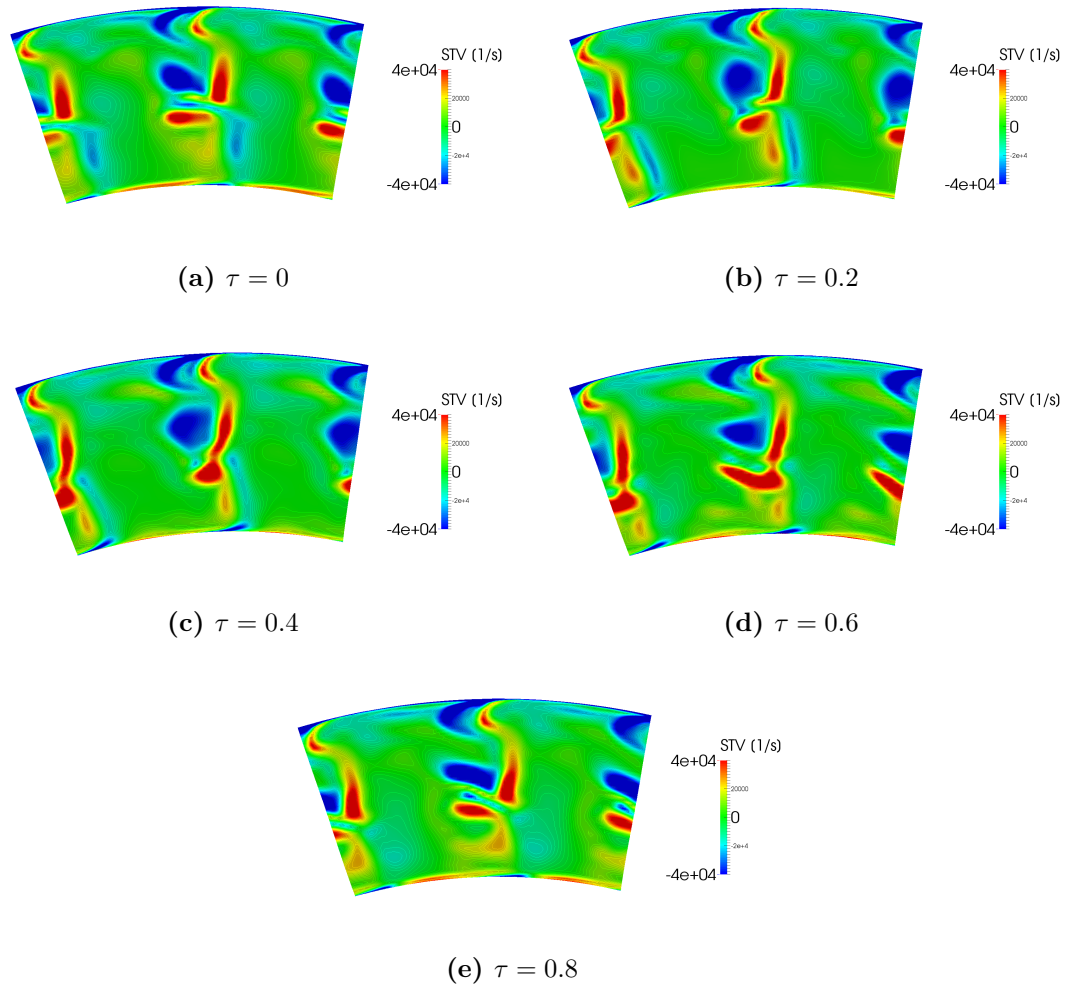 STV (1/s)
4e+04
20000
0
-2e+4
-4e+04
STV (1/s)
4e+04
20000
0
-2e+4
-4e+04
(a) τ = 0
(b) τ = 0.2
STV (1/s)
4e+04
20000
0
-2e+4
-4e+04
STV (1/s)
4e+04
20000
0
-2e+4
-4e+04
(c) τ = 0.4
(d) τ = 0.6
STV (1/s)
4e+04
20000
0
-2e+4
-4e+04
(e) τ = 0.8